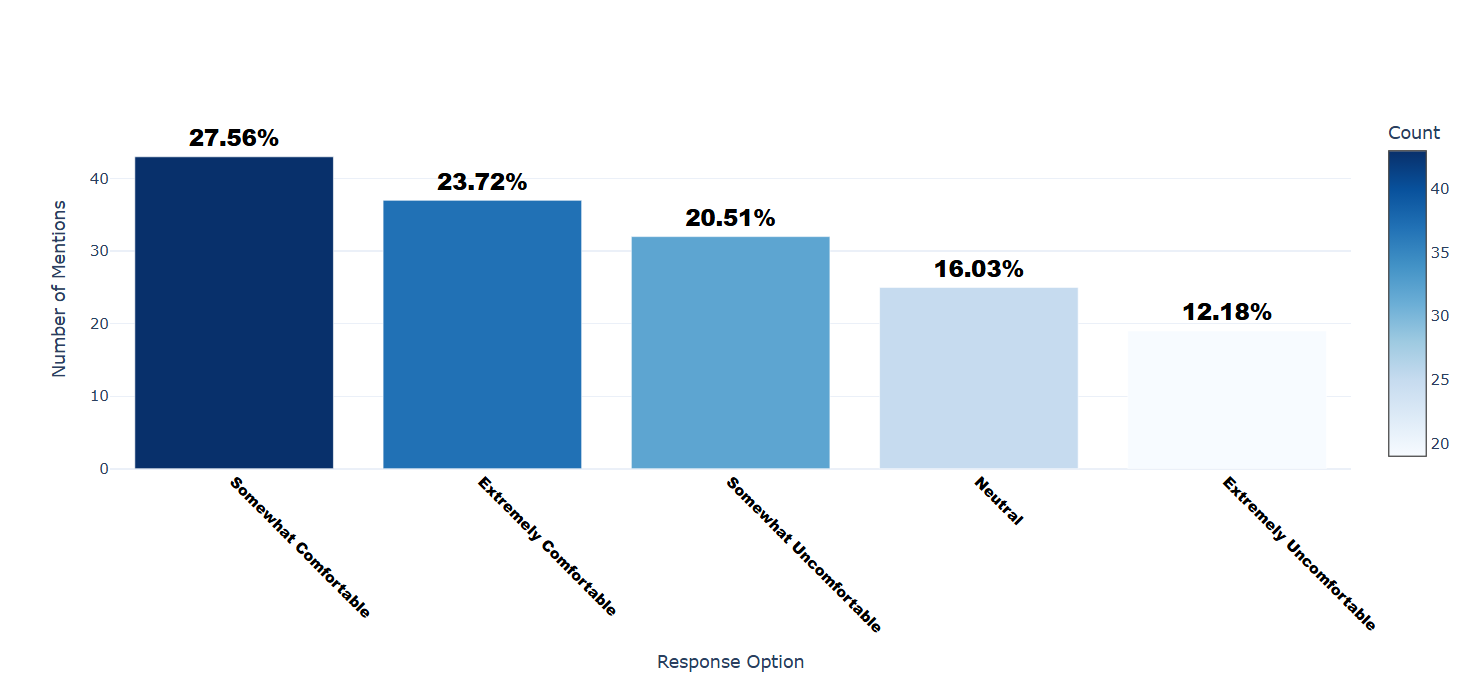 27.56%
23.72%
20.51%
16.03%
12.18%
Number of Mentions
40
30
20
10
0
Somewhat Comfortable
Extremely Comfortable
Somewhat Uncomfortable
Neutral
Extremely Uncomfortable
Response Option
Count
40
35
30
25
20